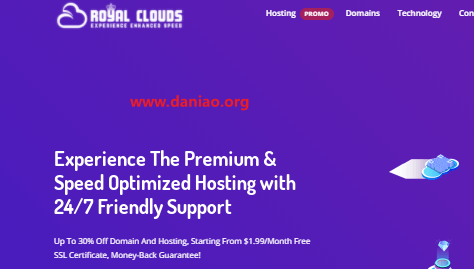 ROYAL CLOUDS
EXPERIENCE ENHANCED SPEED
Hosting PROMO Domains Technology Con
www.daniao.org
Experience The Premium &
Speed Optimized Hosting with
24/7 Friendly Support
Up To 30% Off Domain And Hosting, Starting From $1.99/Month Free
SSL Certificate, Money-Back Guarantee!